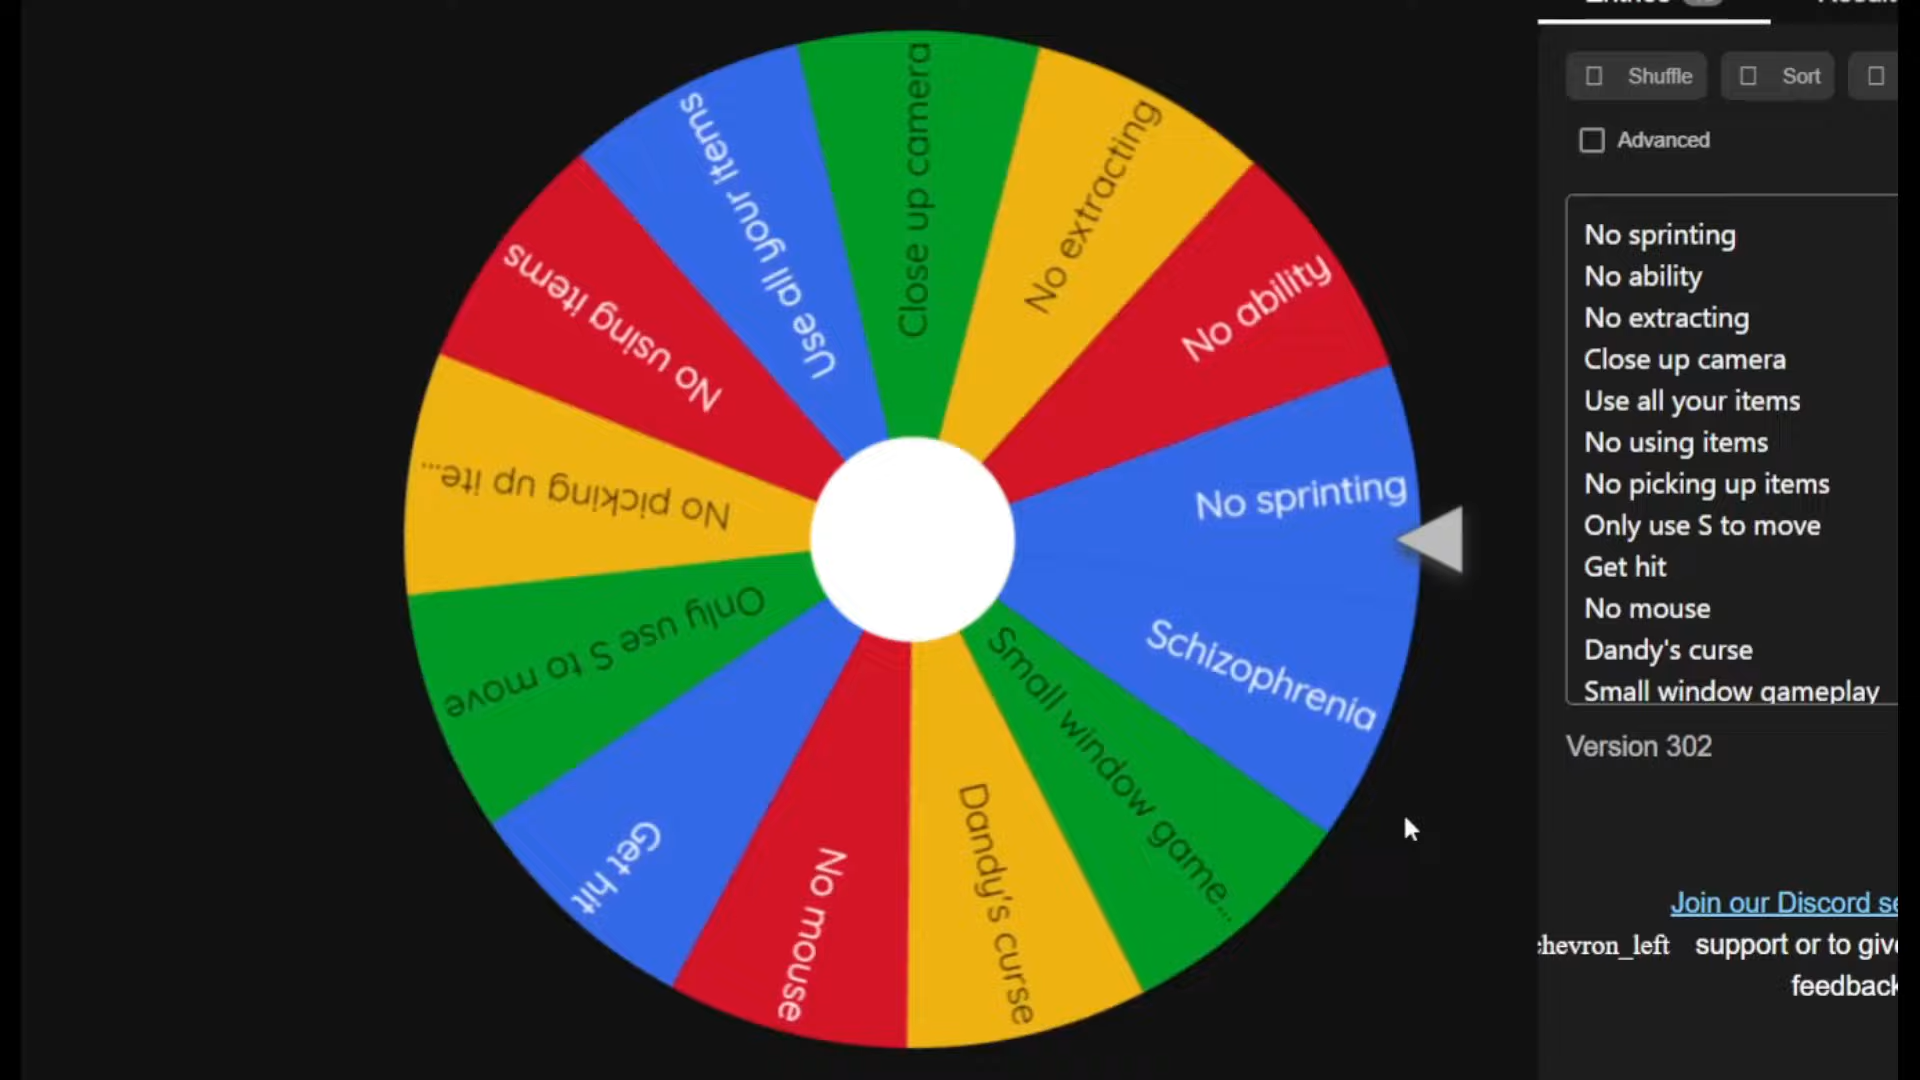 Shuffle
Sort
Advanced
Close up camera
No extracting
No ability
No sprinting
Schizophrenia
Small window game...
Dandy's curse
No mouse
Get hit
Only use S to move
No picking up ite...
No using items
Use all your items
No sprinting
No ability
No extracting
Close up camera
Use all your items
No using items
No picking up items
Only use S to move
Get hit
No mouse
Dandy's curse
Small window gameplay
Version 302
Join our Discord se
chevron_left support or to give
feedback